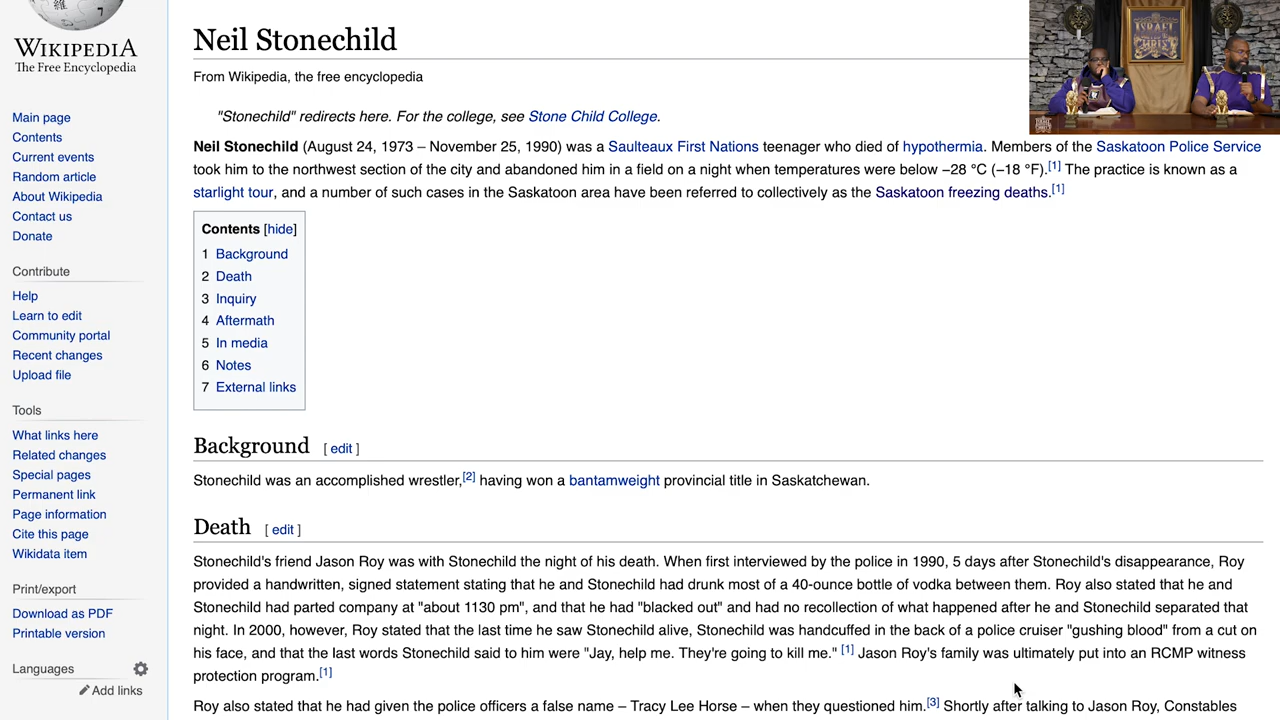 WIKIPEDIA
The Free Encyclopedia
Main page
Contents
Current events
Random article
About Wikipedia
Contact us
Donate
Contribute
Help
Learn to edit
Community portal
Recent changes
Upload file
Tools
What links here
Related changes
Special pages
Permanent link
Page information
Cite this page
Wikidata item
Print/export
Download as PDF
Printable version
Languages
Add links
Neil Stonechild
From Wikipedia, the free encyclopedia
"Stonechild" redirects here. For the college, see Stone Child College.
Neil Stonechild (August 24, 1973 – November 25, 1990) was a Saulteaux First Nations teenager who died of hypothermia. Members of the Saskatoon Police Service
took him to the northwest section of the city and abandoned him in a field on a night when temperatures were below −28 °C (−18 °F).[1] The practice is known as a
starlight tour, and a number of such cases in the Saskatoon area have been referred to collectively as the Saskatoon freezing deaths.[1]
Contents [hide]
1 Background
2 Death
3 Inquiry
4 Aftermath
5 In media
6 Notes
7 External links
Background [ edit ]
Stonechild was an accomplished wrestler,[2] having won a bantamweight provincial title in Saskatchewan.
Death [ edit ]
Stonechild's friend Jason Roy was with Stonechild the night of his death. When first interviewed by the police in 1990, 5 days after Stonechild's disappearance, Roy
provided a handwritten, signed statement stating that he and Stonechild had drunk most of a 40-ounce bottle of vodka between them. Roy also stated that he and
Stonechild had parted company at "about 1130 pm", and that he had "blacked out" and had no recollection of what happened after he and Stonechild separated that
night. In 2000, however, Roy stated that the last time he saw Stonechild alive, Stonechild was handcuffed in the back of a police cruiser "gushing blood" from a cut on
his face, and that the last words Stonechild said to him were "Jay, help me. They're going to kill me." [1] Jason Roy's family was ultimately put into an RCMP witness
protection program.[1]
Roy also stated that he had given the police officers a false name – Tracy Lee Horse – when they questioned him.[3] Shortly after talking to Jason Roy, Constables
ISRAEL
CHRIST